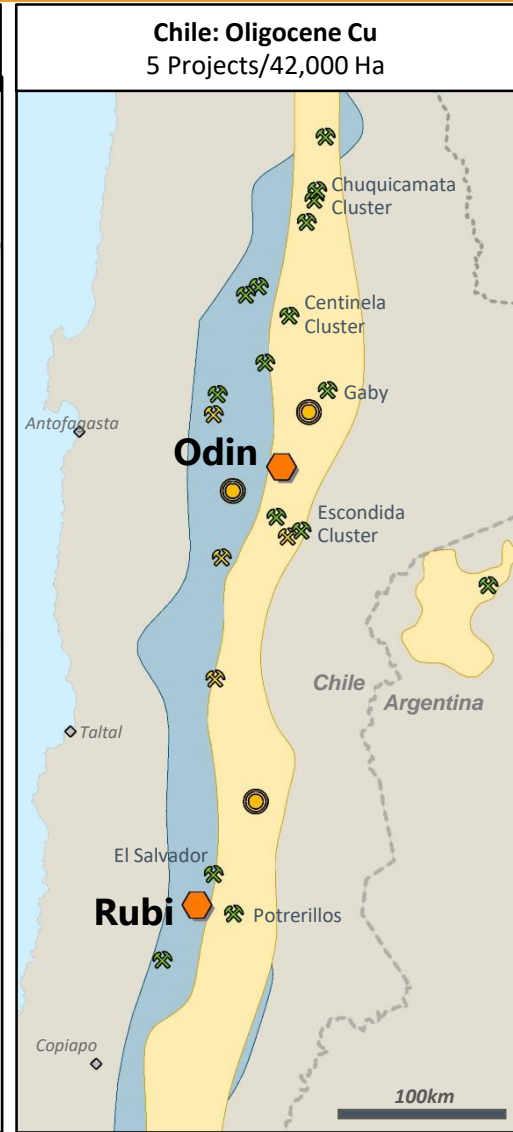 Chile: Oligocene Cu
5 Projects/42,000 Ha
Chuquicamata
Cluster
Centinela
Cluster
Gaby
Antofagasta
Odin
Escondida
Cluster
Chile
Argentina
Taltal
El Salvador
Rubi
Potrerillos
Copiapo
100km